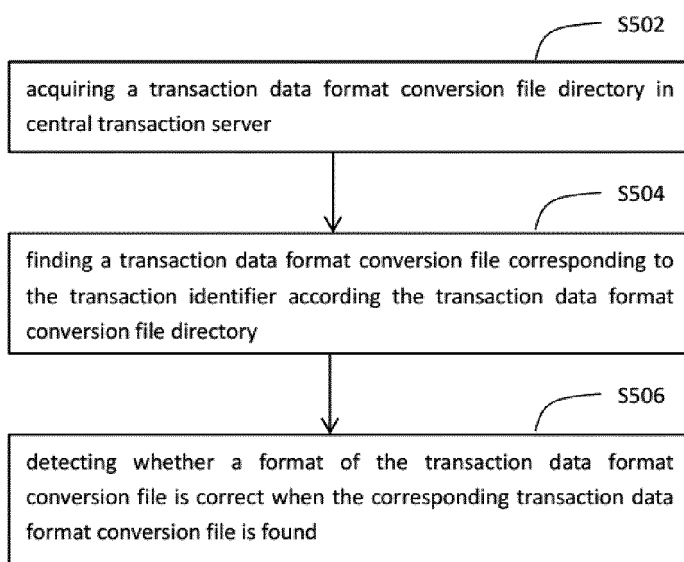 S502
acquiring a transaction data format conversion file directory in
central transaction server
S504
finding a transaction data format conversion file corresponding to
the transaction identifier according the transaction data format
conversion file directory
S506
detecting whether a format of the transaction data format
conversion file is correct when the corresponding transaction data
format conversion file is found